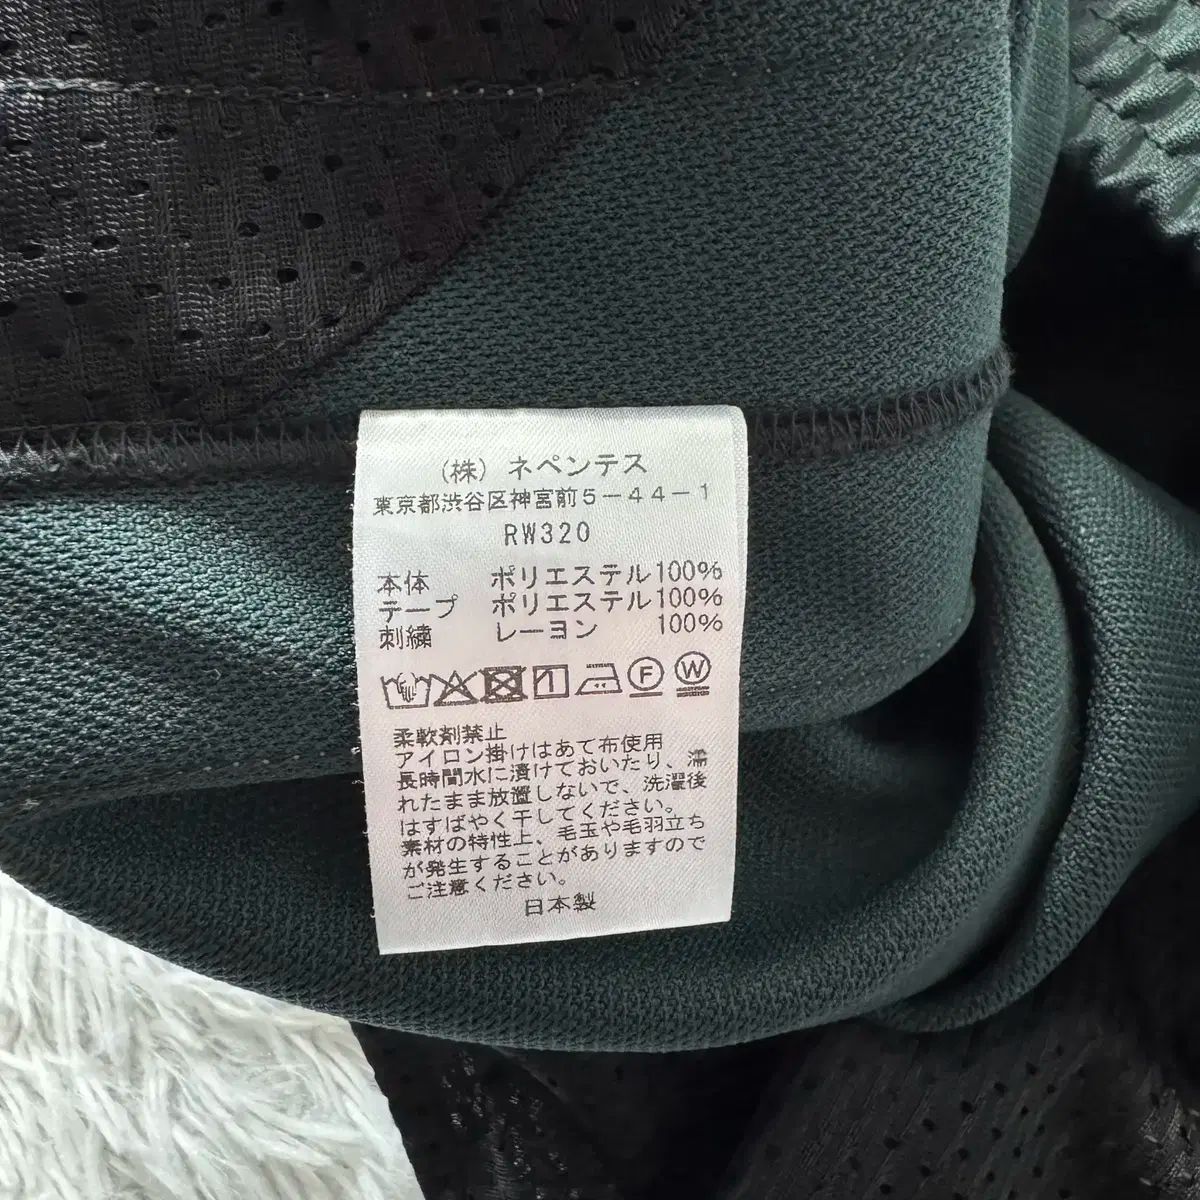 (株) ネペンテス
東京都渋谷区神宮前5-44-1
RW320
本体 ポリエステル100%
テープ ポリエステル100%
刺繍 レーヨン 100%
F W
柔軟剤禁止
アイロン掛けはあて布使用
長時間水に漬けておいたり、濡
れたまま放置しないで、洗濯後
はすばやく干してください。
素材の特性上、毛玉や毛羽立ち
が発生することがありますので
ご注意ください。
日本製